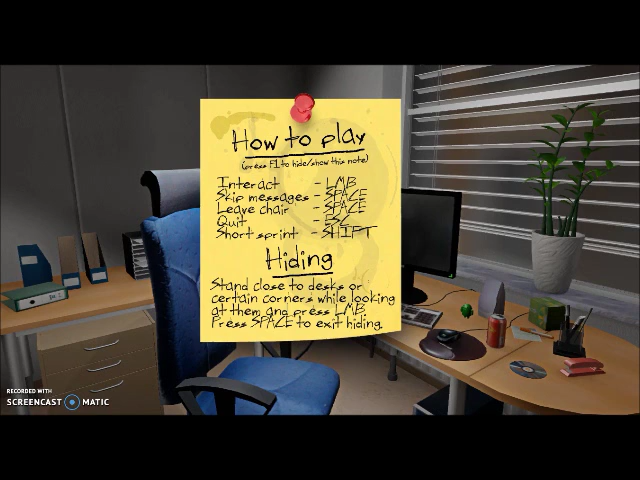 How to play
(press F1 to hide/show this note)
Interact - LMB
Skip messages - SPACE
Leave chair - SPACE
Quit - ESC
Short sprint - SHIFT
Hiding
Stand close to desks or
certain corners while looking
at them and press LMB.
Press SPACE to exit hiding.
RECORDED WITH
SCREENCAST MATIC